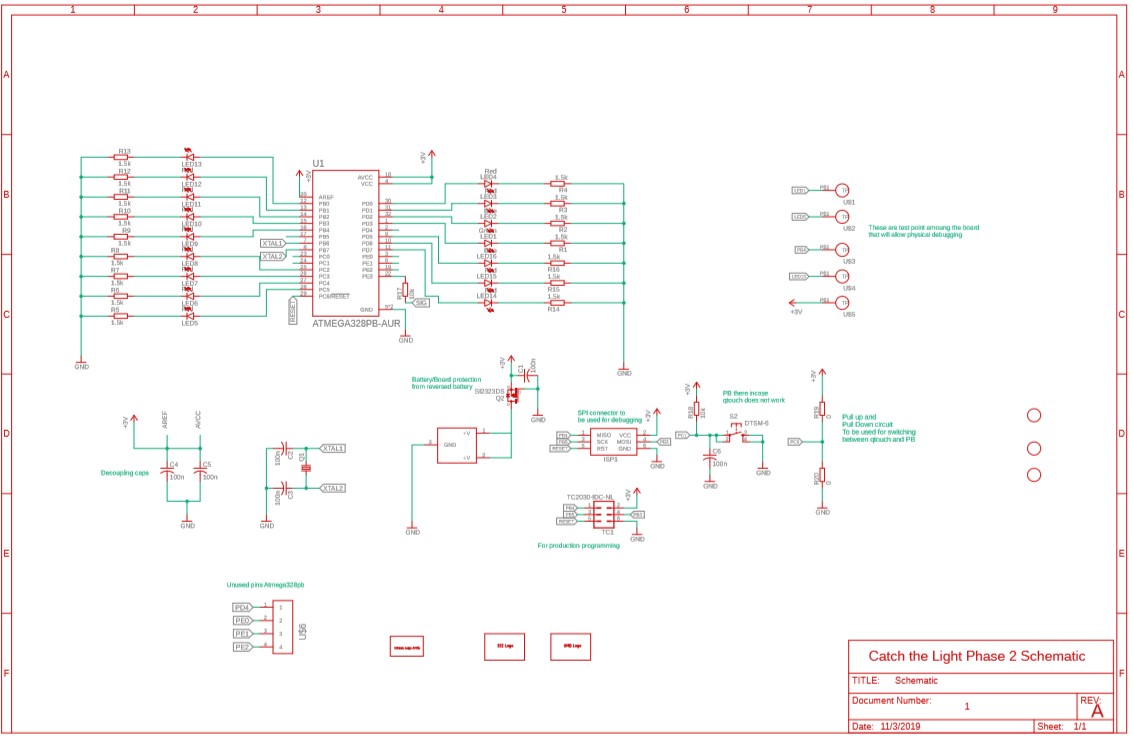 1 2 3 4 5 6 7 8 9
A A
B B
C C
D D
E E
F F
R13
1.5k
LED13
R12
1.5k
LED12
R11
1.5k
LED11
R10
1.5k
LED10
R9
1.5k
LED9
R8
1.5k
LED8
R7
1.5k
LED7
R6
1.5k
LED6
R5
1.5k
LED5
GND
U1
+3V
AREF
PB0
PB1
PB2
PB3
PB4
PB5
PB6
PB7
PC0
PC1
PC2
PC3
PC4
PC5
PC6/RESET
XTAL1
XTAL2
RESET
ATMEGA328PB-AUR
AVCC
VCC
PD0
PD1
PD2
PD3
PD4
PD5
PD6
PD7
PE0
PE1
PE2
PE3
GND
+3V
R17
10k
SIG
GND
Red
LED4
1.5k
R4
LED3
1.5k
R3
LED2
1.5k
R2
LED1
1.5k
R1
LED16
1.5k
R16
LED15
1.5k
R15
LED14
1.5k
R14
GND
TP
U$1
TP
U$2
These are test point amoung the board
that will allow physical debugging
TP
U$3
TP
U$4
TP
U$5
+3V
Battery/Board protection
from reversed battery
+3V
C1
100n
SI2323DS
Q2
GND
+V
GND
+V
GND
SPI connector to
be used for debugging
+3V
MISO VCC
SCK MOSI
RST GND
RESET
ISP1
GND
TC2030-IDC-NL
+3V
RESET
TC1
GND
For production programming
+3V
R18
10k
PB there incase
qtouch does not work
S2
DTSM-6
C6
100n
GND
GND
+3V
R19
0
Pull up and
Pull Down circuit
To be used for switching
between qtouch and PB
R20
0
GND
+3V
AREF
AVCC
Decoupling caps
C4
100n
C5
100n
GND
100n
C2
XTAL1
Q1
100n
C3
XTAL2
GND
Unused pins Atmega328pb
PD4 1
PE0 2
PE1 3
PE2 4
U$6
Catch the Light Phase 2 Schematic
TITLE: Schematic
Document Number:
1
REV:
A
Date: 11/3/2019
Sheet: 1/1